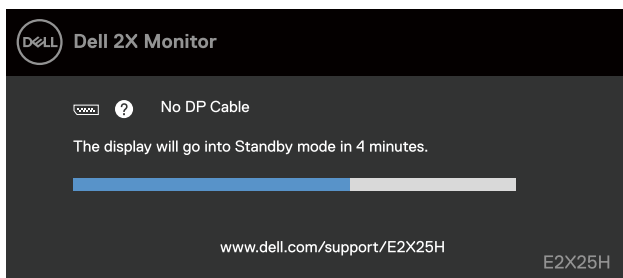 DELL Dell 2X Monitor
? No DP Cable
The display will go into Standby mode in 4 minutes.
www.dell.com/support/E2X25H
E2X25H